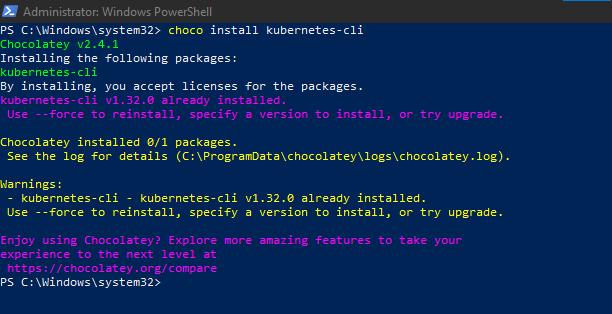 Administrator: Windows PowerShell
PS C:\Windows\system32> choco install kubernetes-cli
Chocolatey v2.4.1
Installing the following packages:
kubernetes-cli
By installing, you accept licenses for the packages.
kubernetes-cli v1.32.0 already installed.
 Use --force to reinstall, specify a version to install, or try upgrade.

Chocolatey installed 0/1 packages.
 See the log for details (C:\ProgramData\chocolatey\logs\chocolatey.log).

Warnings:
 - kubernetes-cli - kubernetes-cli v1.32.0 already installed.
 Use --force to reinstall, specify a version to install, or try upgrade.

Enjoy using Chocolatey? Explore more amazing features to take your
experience to the next level at
 https://chocolatey.org/compare
PS C:\Windows\system32>